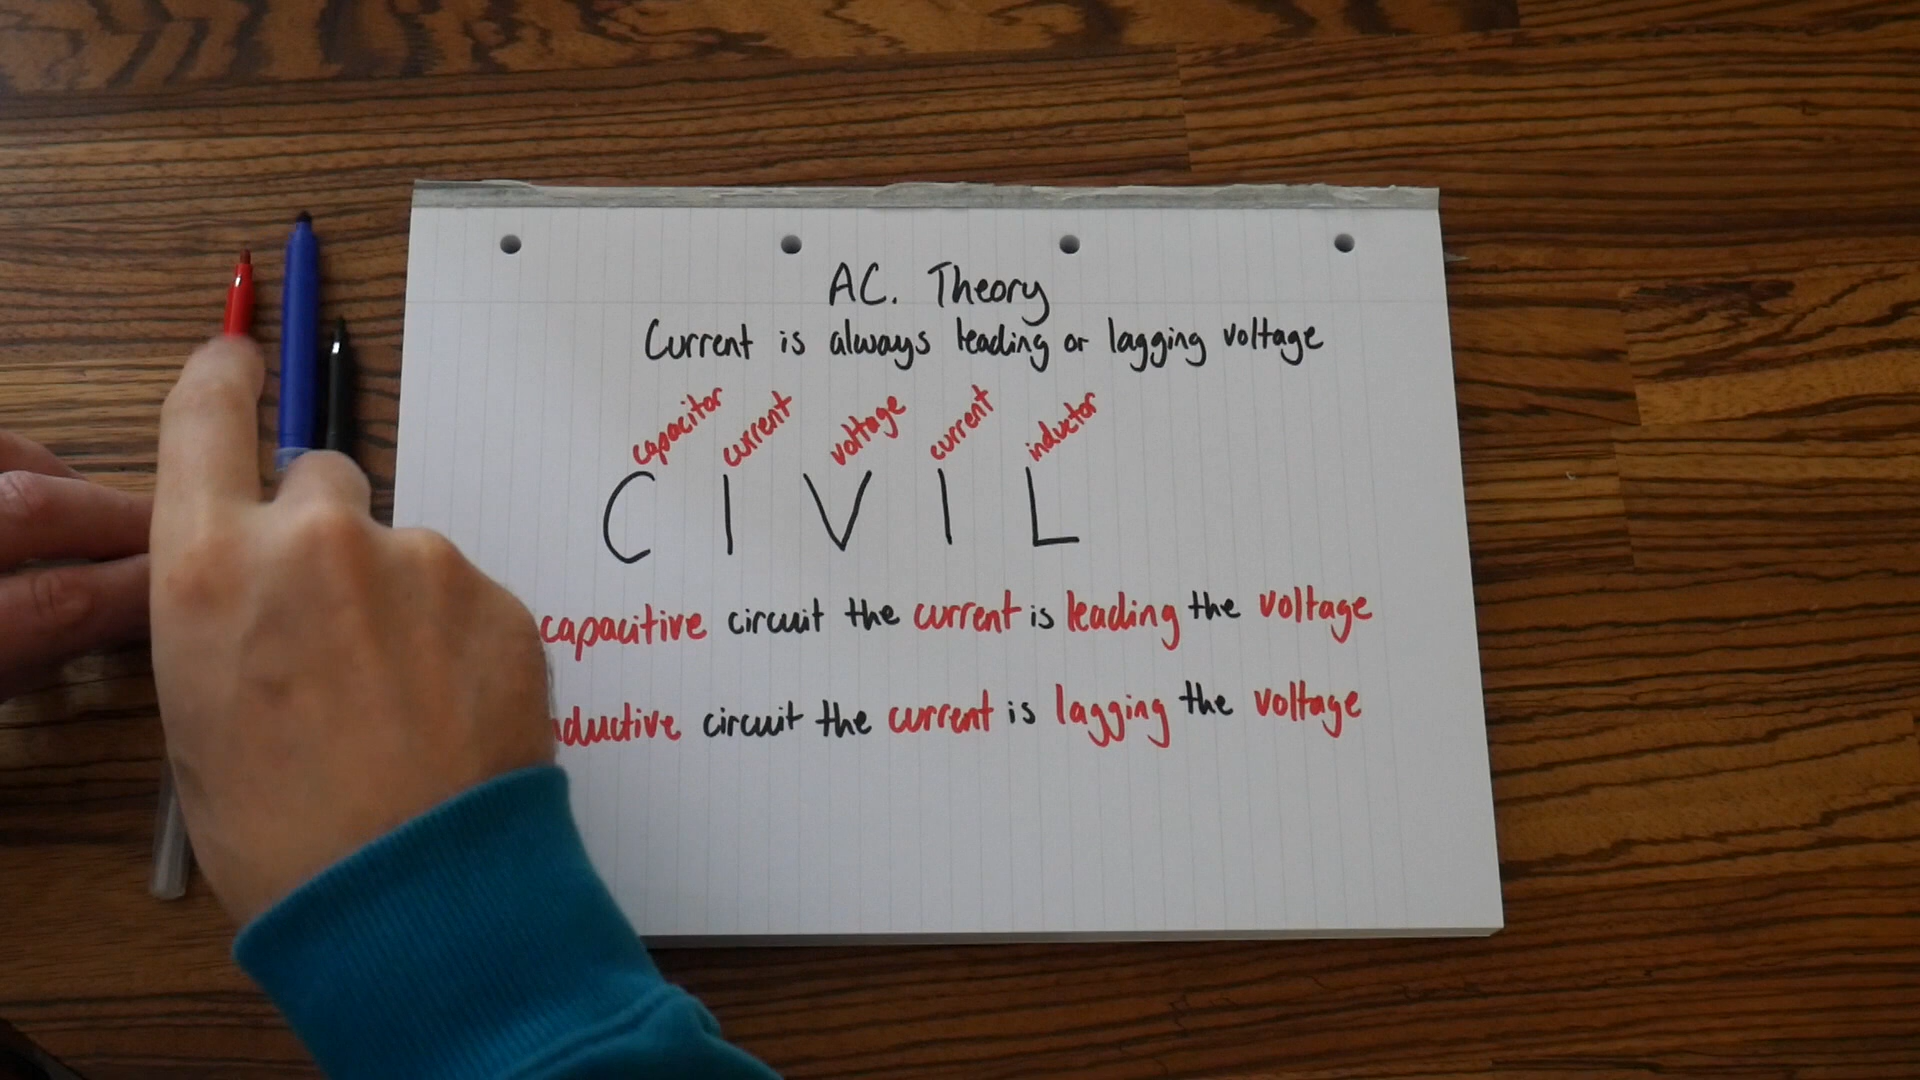 AC. Theory
Current is always leading or lagging voltage
capacitor current voltage current inductor
C I V I L
capacitive circuit the current is leading the voltage
nductive circuit the current is lagging the voltage